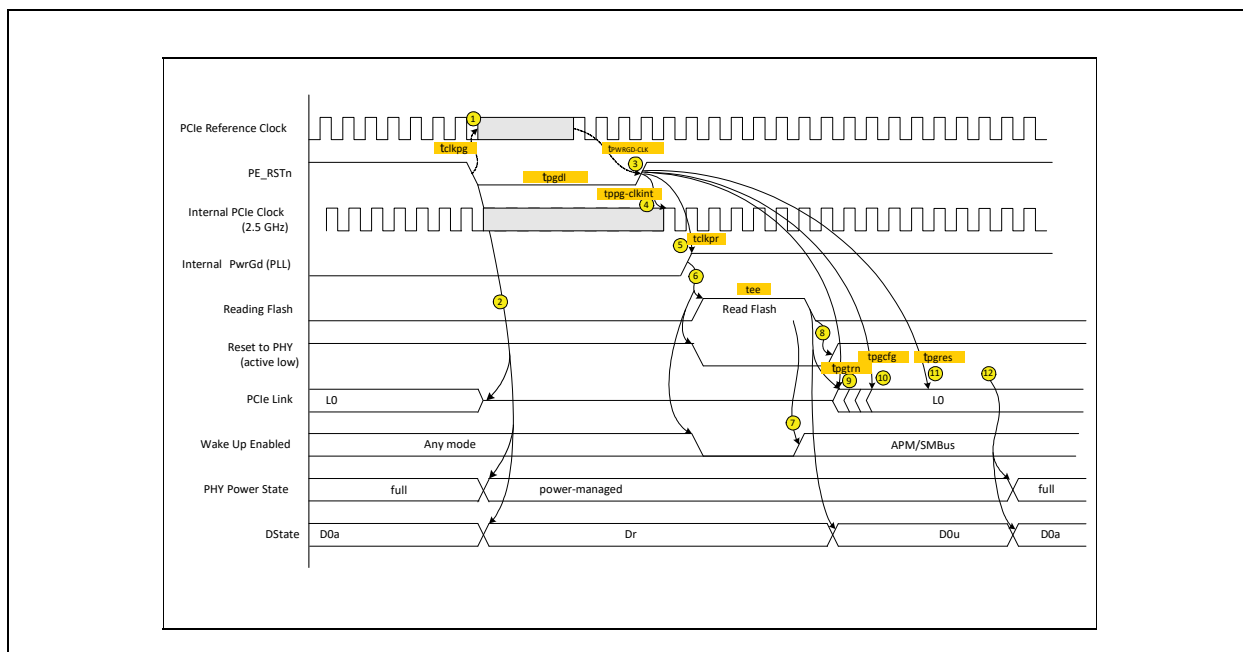 1
PCIe Reference Clock
tclkpg
tPWRGD-CLK
3
PE_RSTn
tpgdl
tppg-clkint
4
Internal PCIe Clock
(2.5 GHz)
tclkpr
5
Internal PwrGd (PLL)
6
tee
2
Reading Flash
Read Flash
8
Reset to PHY
(active low)
tpgcfg
tpgres
tpgtrn
9
10
11
12
PCIe Link
L0
L0
7
Wake Up Enabled
Any mode
APM/SMBus
PHY Power State
full
power-managed
full
DState
D0a
Dr
D0u
D0a